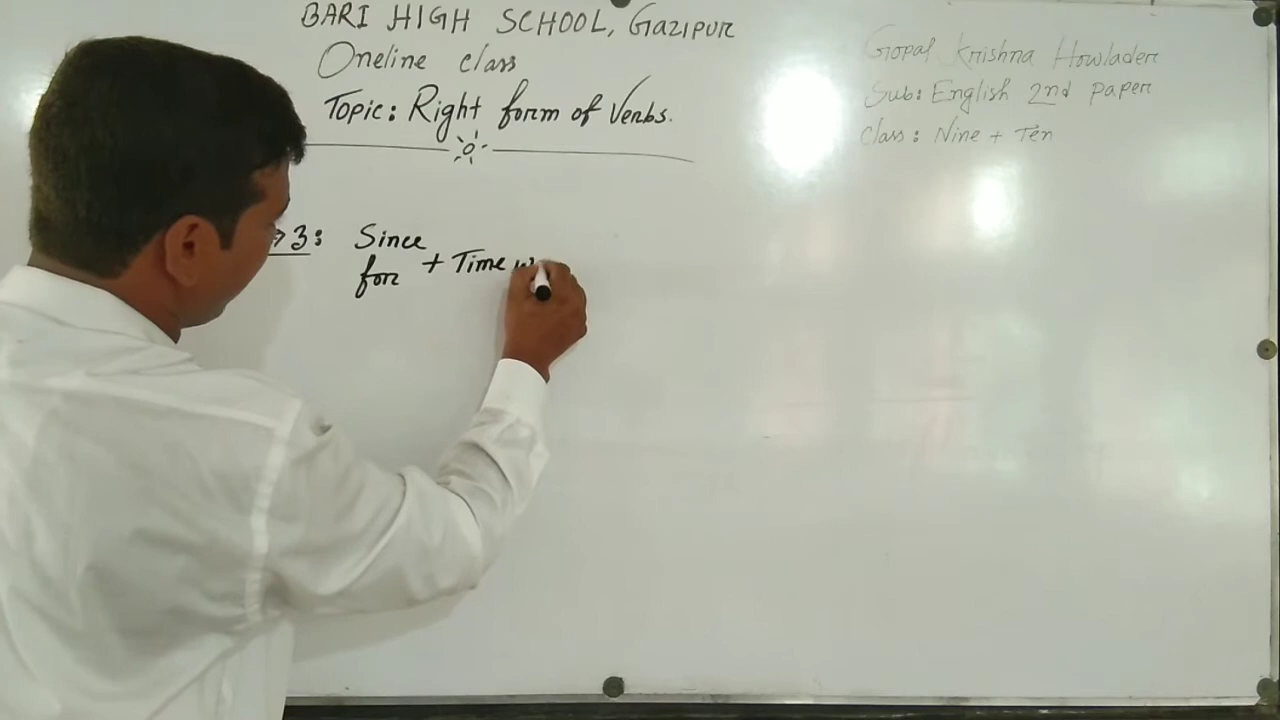 BARI HIGH SCHOOL, GAZIPUR
Oneline class
Topic: Right form of Verbs.
Gopal Krishna Howlader
Sub: English 2nd paper
Class: Nine + Ten
→ 3: Since
for + Time w